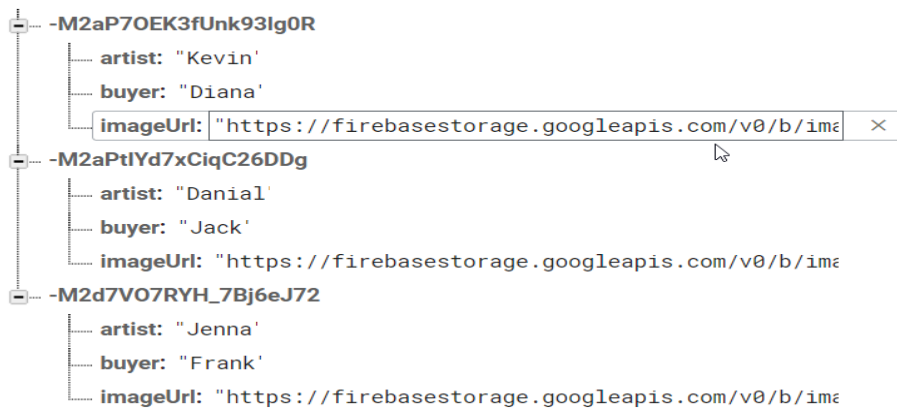 -M2aP7OEK3fUnk93Ig0R
artist: "Kevin"
buyer: "Diana"
imageUrl: "https://firebasestorage.googleapis.com/v0/b/ima
-M2aPtIYd7xCiqC26DDg
artist: "Danial"
buyer: "Jack"
imageUrl: "https://firebasestorage.googleapis.com/v0/b/ima
-M2d7VO7RYH_7Bj6eJ72
artist: "Jenna"
buyer: "Frank"
imageUrl: "https://firebasestorage.googleapis.com/v0/b/ima